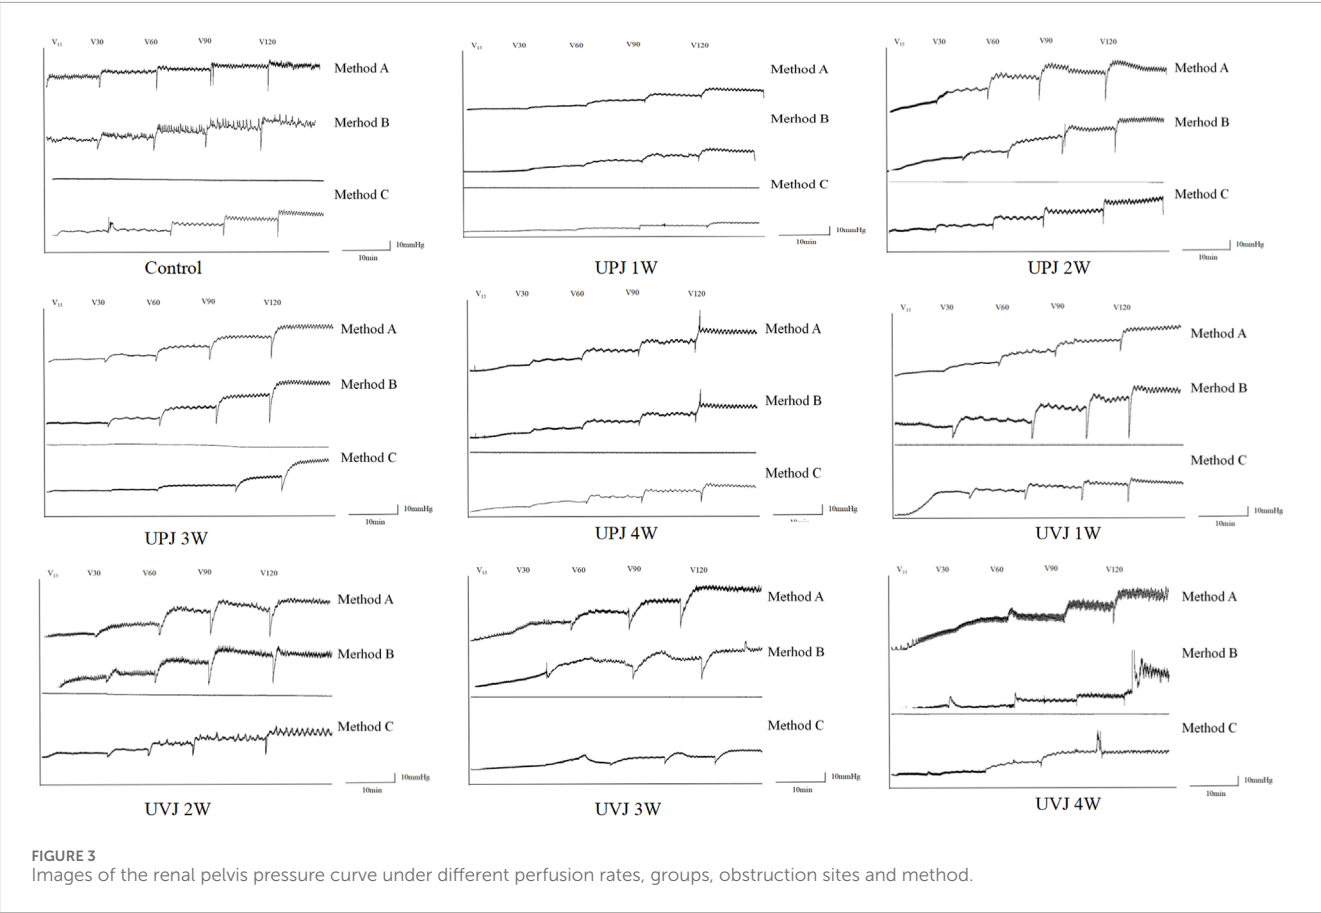 V₁₅ V30 V60 V90 V120
Method A
Merhod B
Method C
10mmHg
10min
Control
V₁₅ V30 V60 V90 V120
Method A
Merhod B
Method C
10mmHg
10min
UPJ 1W
V₁₅ V30 V60 V90 V120
Method A
Merhod B
Method C
10mmHg
10min
UPJ 2W
V₁₅ V30 V60 V90 V120
Method A
Merhod B
Method C
10mmHg
10min
UPJ 3W
V₁₅ V30 V60 V90 V120
Method A
Merhod B
Method C
10mmHg
UPJ 4W
V₁₅ V30 V60 V90 V120
Method A
Merhod B
Method C
10mmHg
10min
UVJ 1W
V₁₅ V30 V60 V90 V120
Method A
Merhod B
Method C
10mmHg
10min
UVJ 2W
V₁₅ V30 V60 V90 V120
Method A
Merhod B
Method C
10mmHg
10min
UVJ 3W
V₁₅ V30 V60 V90 V120
Method A
Merhod B
Method C
10mmHg
10min
UVJ 4W
FIGURE 3
Images of the renal pelvis pressure curve under different perfusion rates, groups, obstruction sites and method.